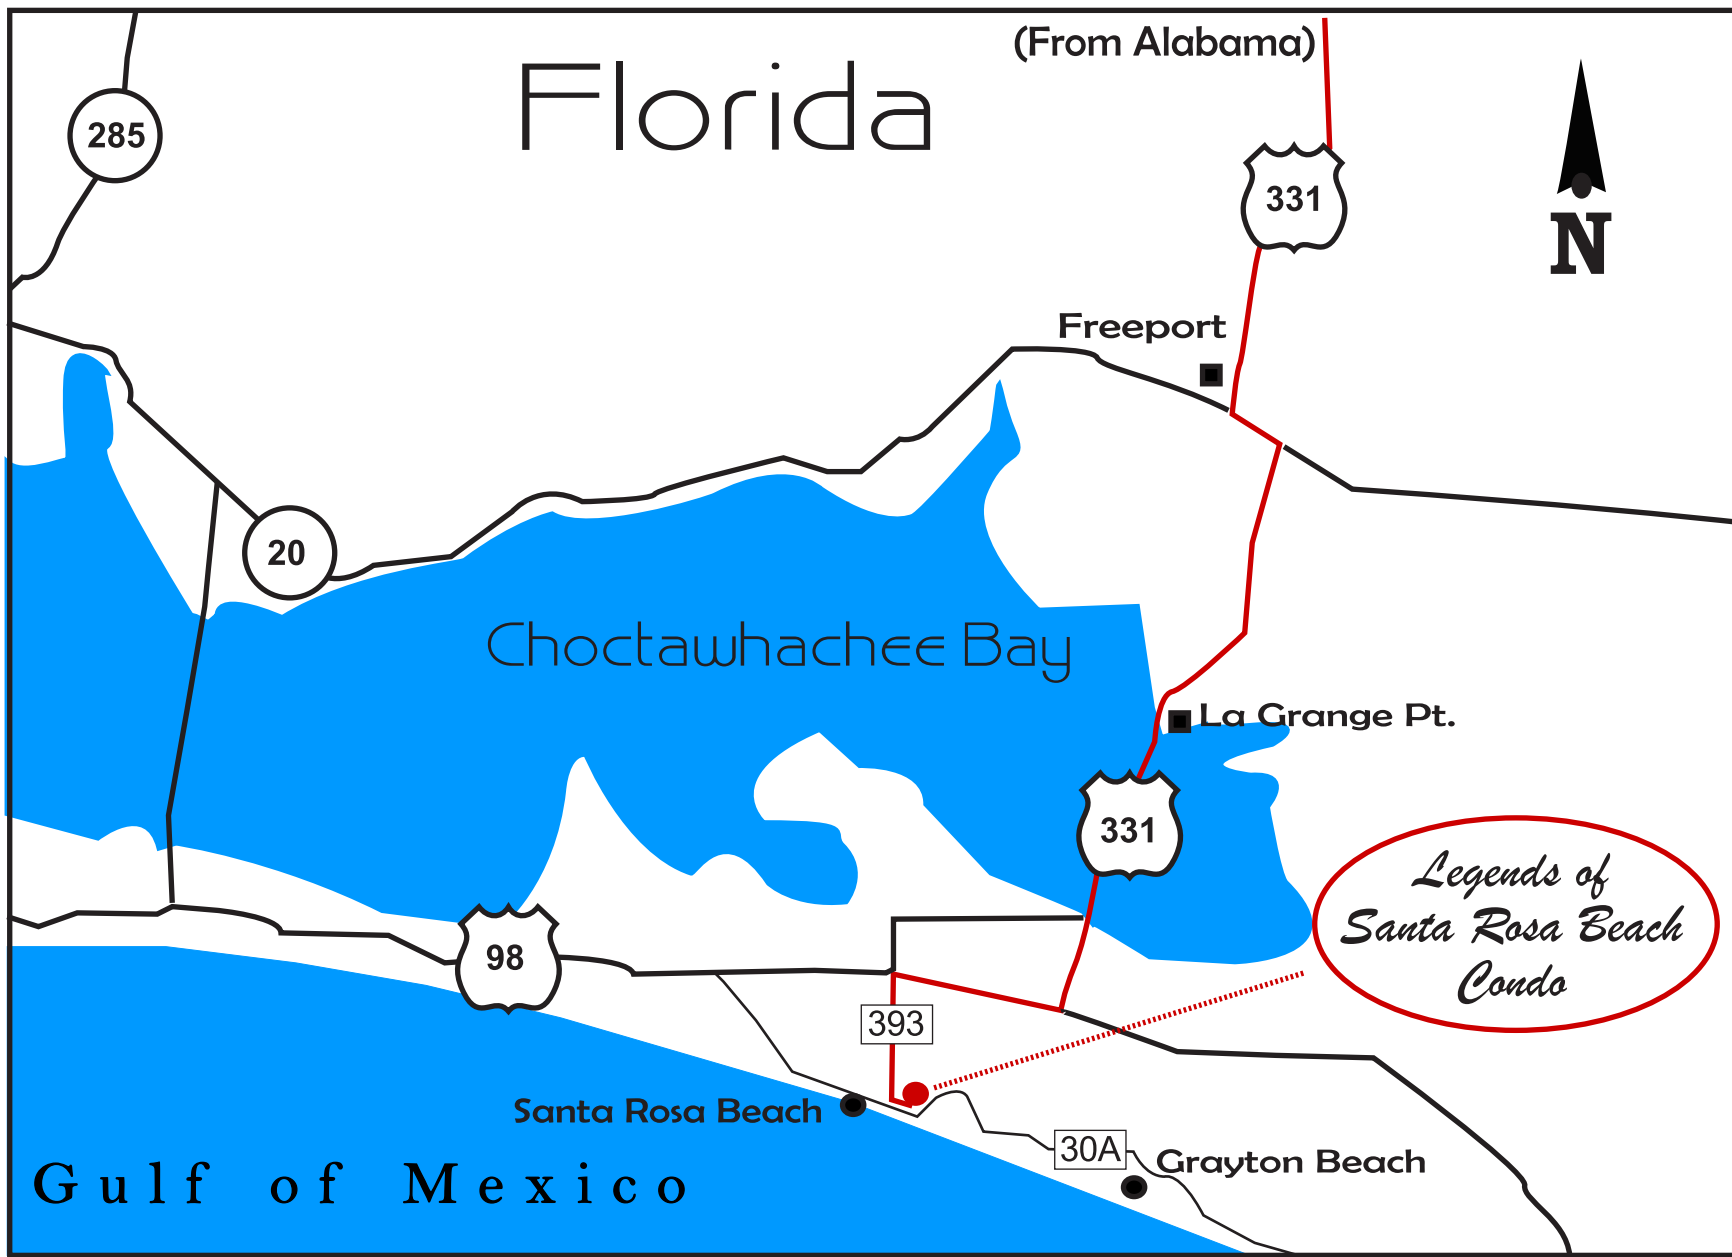 (From Alabama)
Florida
285
331
N
Freeport
20
Choctawhachee Bay
La Grange Pt.
331
Legends of
Santa Rosa Beach
Condo
98
393
Santa Rosa Beach
30A
Grayton Beach
Gulf of Mexico